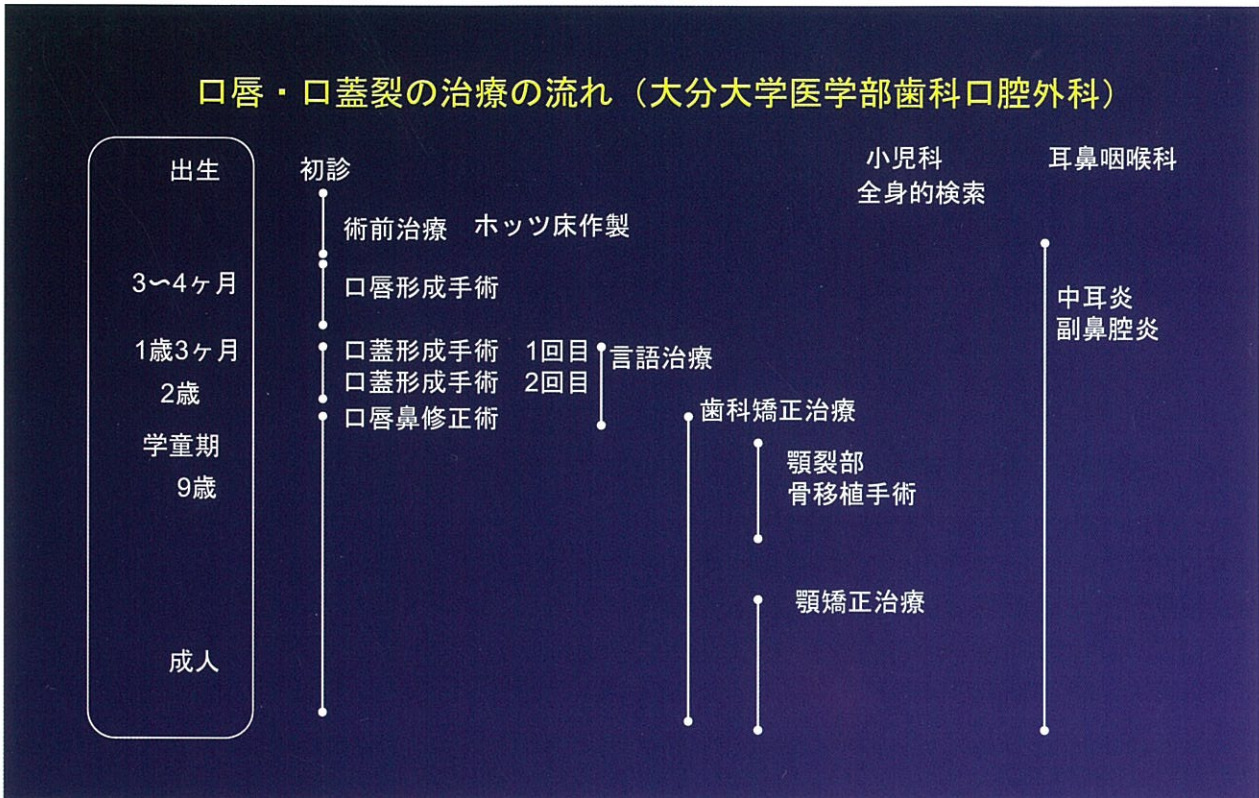 口唇・口蓋裂の治療の流れ（大分大学医学部歯科口腔外科）
出生
初診
小児科
全身的検索
耳鼻咽喉科
術前治療 ホッツ床作製
3〜4ヶ月
口唇形成手術
中耳炎
副鼻腔炎
1歳3ヶ月
口蓋形成手術 1回目
言語治療
2歳
口蓋形成手術 2回目
口唇鼻修正術
歯科矯正治療
学童期
9歳
顎裂部
骨移植手術
顎矯正治療
成人